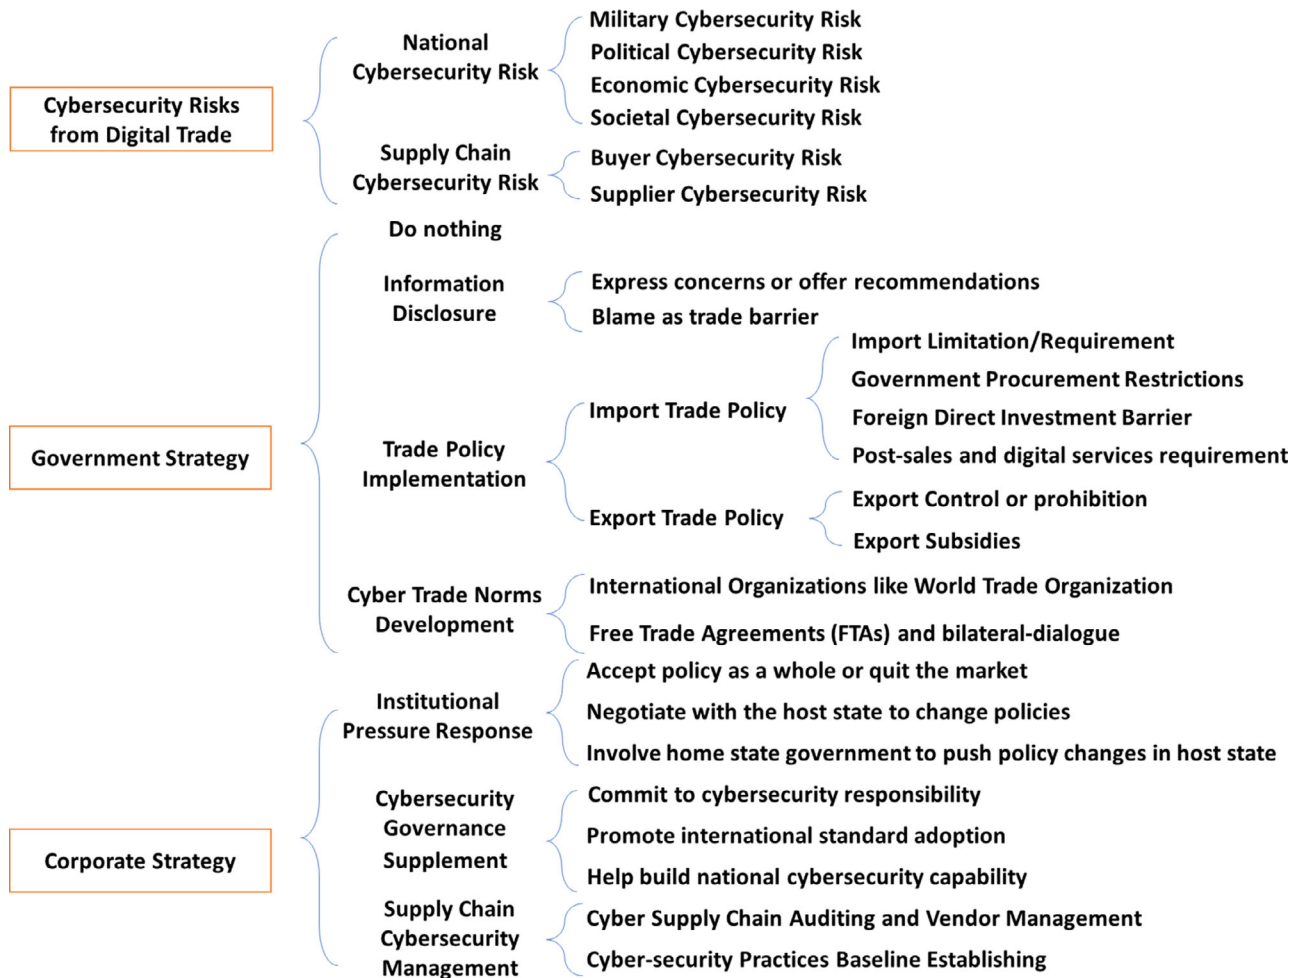 Cybersecurity Risks
from Digital Trade
National
Cybersecurity Risk
Military Cybersecurity Risk
Political Cybersecurity Risk
Economic Cybersecurity Risk
Societal Cybersecurity Risk
Supply Chain
Cybersecurity Risk
Buyer Cybersecurity Risk
Supplier Cybersecurity Risk
Government Strategy
Do nothing
Information
Disclosure
Express concerns or offer recommendations
Blame as trade barrier
Trade Policy
Implementation
Import Trade Policy
Import Limitation/Requirement
Government Procurement Restrictions
Foreign Direct Investment Barrier
Post-sales and digital services requirement
Export Trade Policy
Export Control or prohibition
Export Subsidies
Cyber Trade Norms
Development
International Organizations like World Trade Organization
Free Trade Agreements (FTAs) and bilateral-dialogue
Corporate Strategy
Institutional
Pressure Response
Accept policy as a whole or quit the market
Negotiate with the host state to change policies
Involve home state government to push policy changes in host state
Cybersecurity
Governance
Supplement
Commit to cybersecurity responsibility
Promote international standard adoption
Help build national cybersecurity capability
Supply Chain
Cybersecurity
Management
Cyber Supply Chain Auditing and Vendor Management
Cyber-security Practices Baseline Establishing